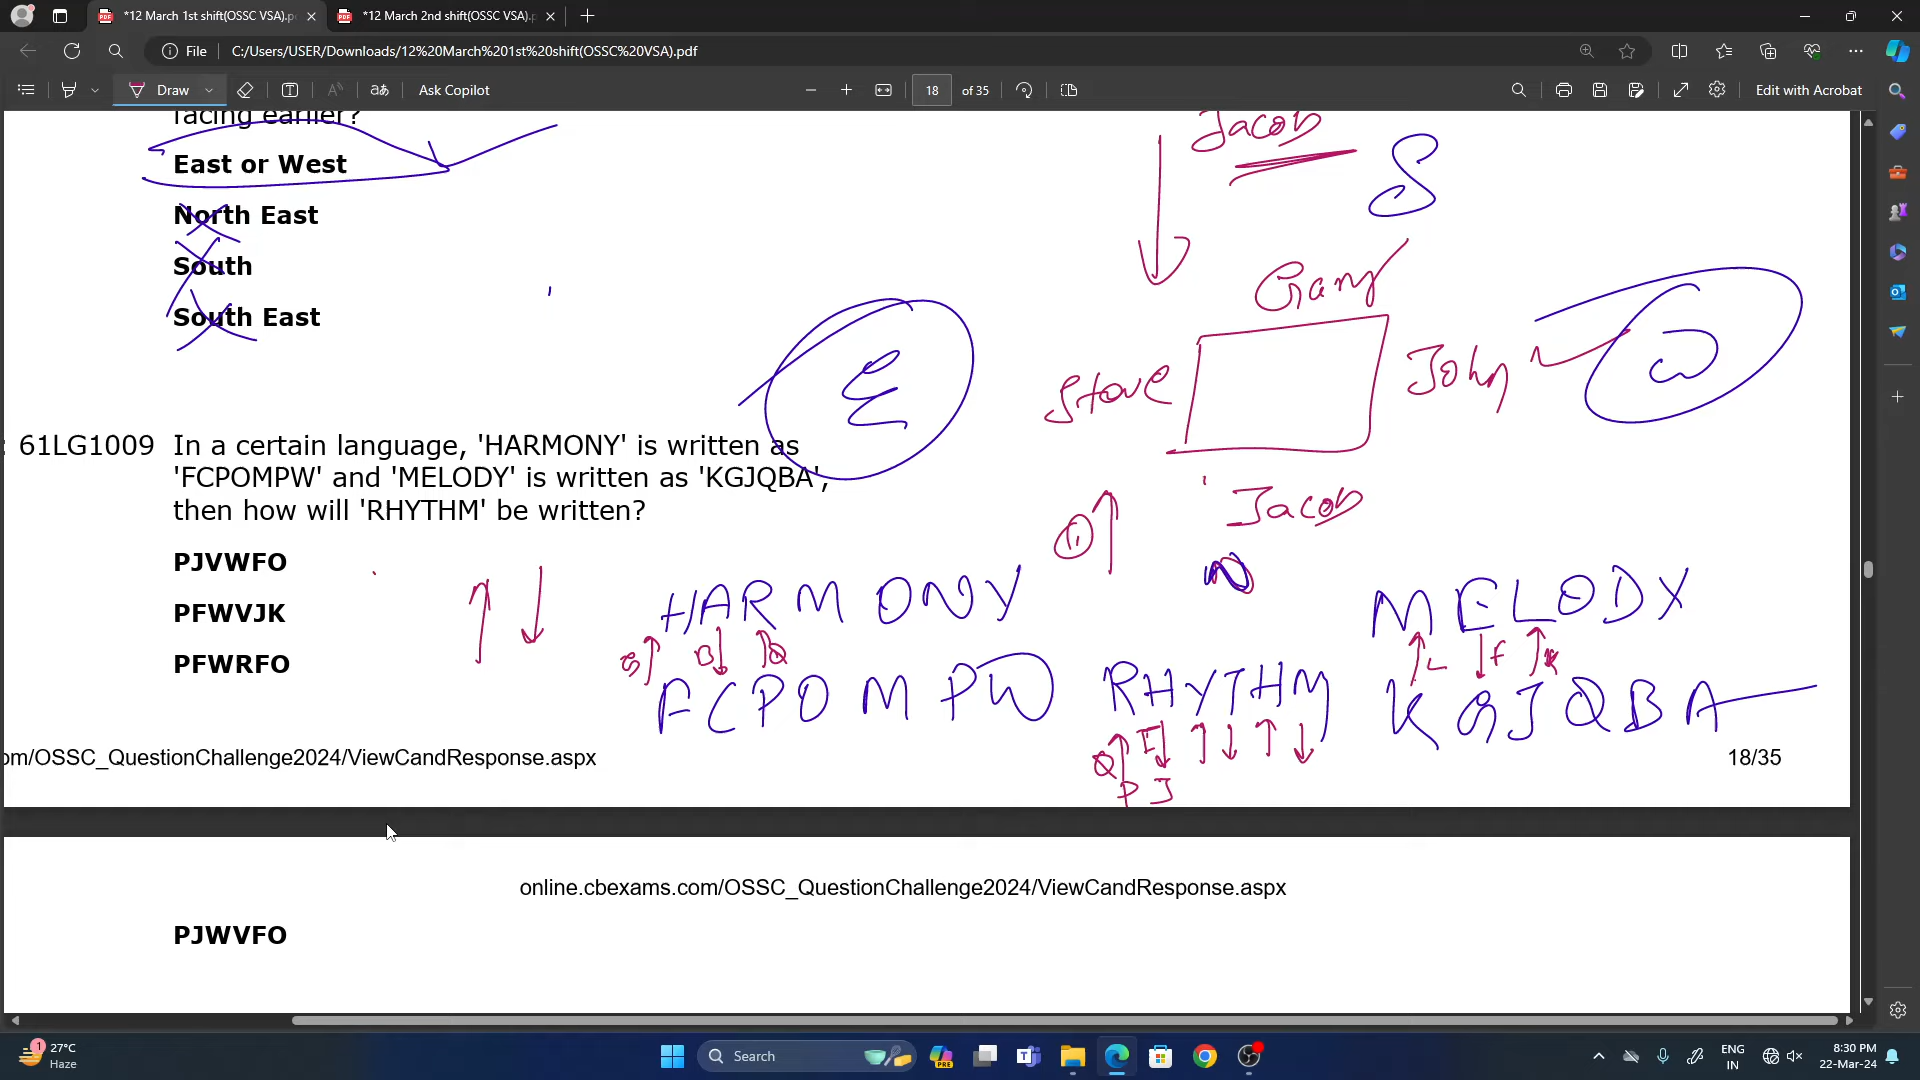 *12 March 1st shift(OSSC VSA).p
*12 March 2nd shift(OSSC VSA).p
File
C:/Users/USER/Downloads/12%20March%201st%20shift(OSSC%20VSA).pdf
Draw
Ask Copilot
18 of 35
Edit with Acrobat
facing earlier?
Jacob
East or West
S
North East
South
Gary
South East
E
Steve
John
61LG1009 In a certain language, 'HARMONY' is written as
'FCPOMPW' and 'MELODY' is written as 'KGJQBA',
then how will 'RHYTHM' be written?
Jacob
1
N
PJVWFO
PFWVJK
PFWRFO
HARMONY
MELODY
G B Q
L F K
FCPOMPW
RHYTHM
KGJQBA
Q I
P J
om/OSSC_QuestionChallenge2024/ViewCandResponse.aspx
18/35
online.cbexams.com/OSSC_QuestionChallenge2024/ViewCandResponse.aspx
PJWVFO
1
27°C
Haze
Search
PRE
ENG
IN
8:30 PM
22-Mar-24